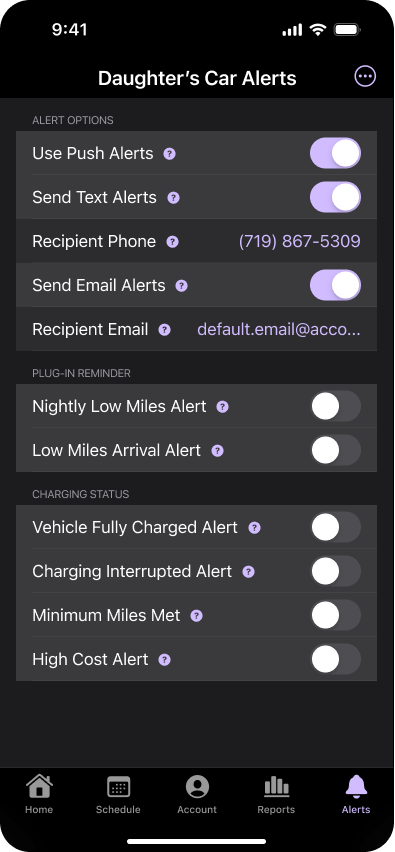 9:41
Daughter's Car Alerts
ALERT OPTIONS
Use Push Alerts ?
Send Text Alerts ?
Recipient Phone ? (719) 867-5309
Send Email Alerts ?
Recipient Email ? default.email@acco...
PLUG-IN REMINDER
Nightly Low Miles Alert ?
Low Miles Arrival Alert ?
CHARGING STATUS
Vehicle Fully Charged Alert ?
Charging Interrupted Alert ?
Minimum Miles Met ?
High Cost Alert ?
Home Schedule Account Reports Alerts